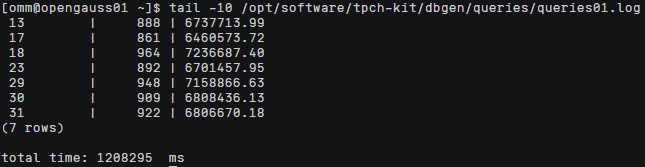 [omm@opengauss01 ~]$ tail -10 /opt/software/tpch-kit/dbgen/queries/queries01.log
 13        |     888 | 6737713.99
 17        |     861 | 6460573.72
 18        |     964 | 7236687.40
 23        |     892 | 6701457.95
 29        |     948 | 7158866.63
 30        |     909 | 6808436.13
 31        |     922 | 6806670.18
(7 rows)
total time: 1208295  ms